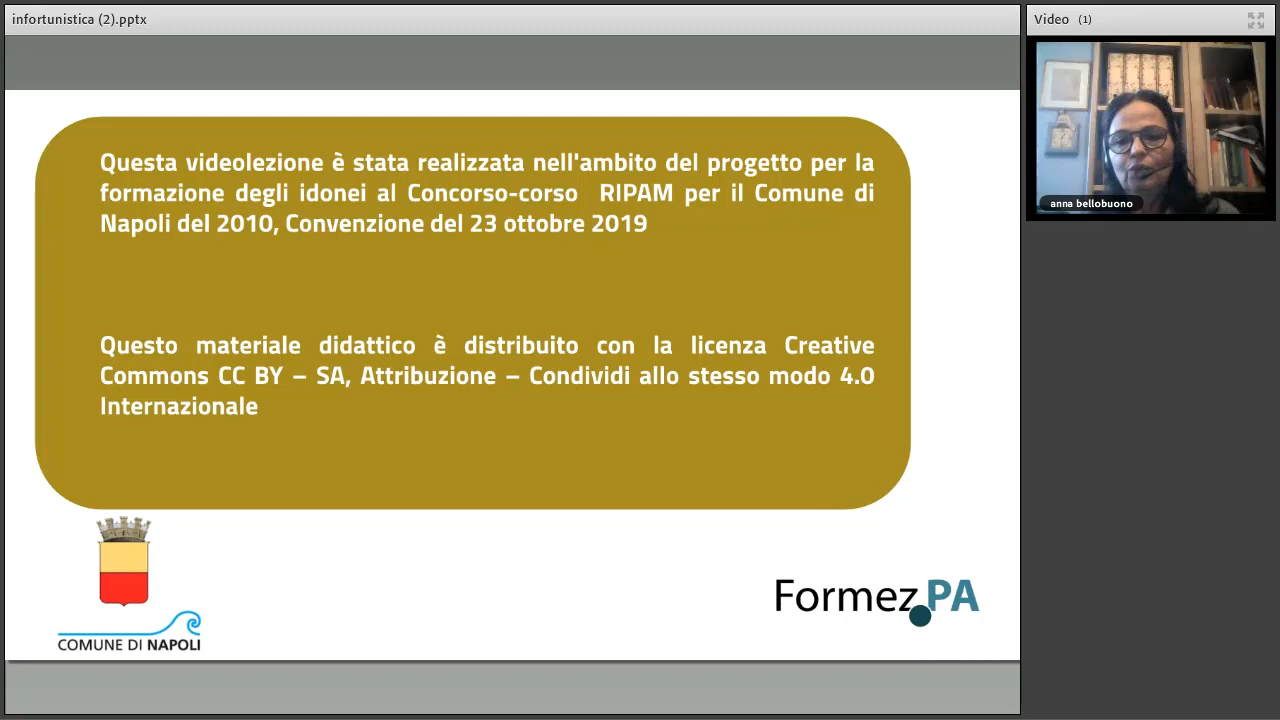 infortunistica (2).pptx
Video (1)
anna bellobuono
Questa videolezione è stata realizzata nell'ambito del progetto per la
formazione degli idonei al Concorso-corso RIPAM per il Comune di
Napoli del 2010, Convenzione del 23 ottobre 2019
Questo materiale didattico è distribuito con la licenza Creative
Commons CC BY – SA, Attribuzione – Condividi allo stesso modo 4.0
Internazionale
COMUNE DI NAPOLI
Formez PA